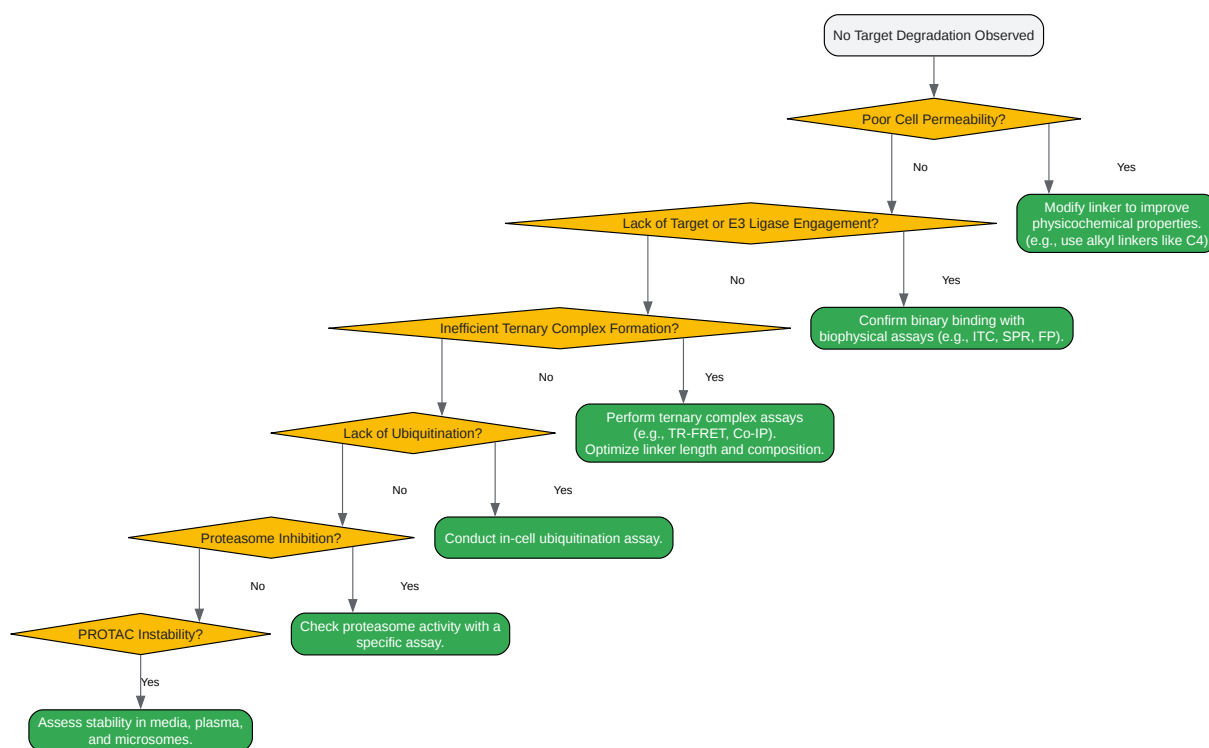 No Target Degradation Observed
Poor Cell Permeability?
No
Yes
Modify linker to improve
physicochemical properties.
(e.g., use alkyl linkers like C4)
Lack of Target or E3 Ligase Engagement?
No
Yes
Confirm binary binding with
biophysical assays (e.g., ITC, SPR, FP).
Inefficient Ternary Complex Formation?
No
Yes
Perform ternary complex assays
(e.g., TR-FRET, Co-IP).
Optimize linker length and composition.
Lack of Ubiquitination?
No
Yes
Conduct in-cell ubiquitination assay.
Proteasome Inhibition?
No
Yes
Check proteasome activity with a
specific assay.
PROTAC Instability?
Yes
Assess stability in media, plasma,
and microsomes.